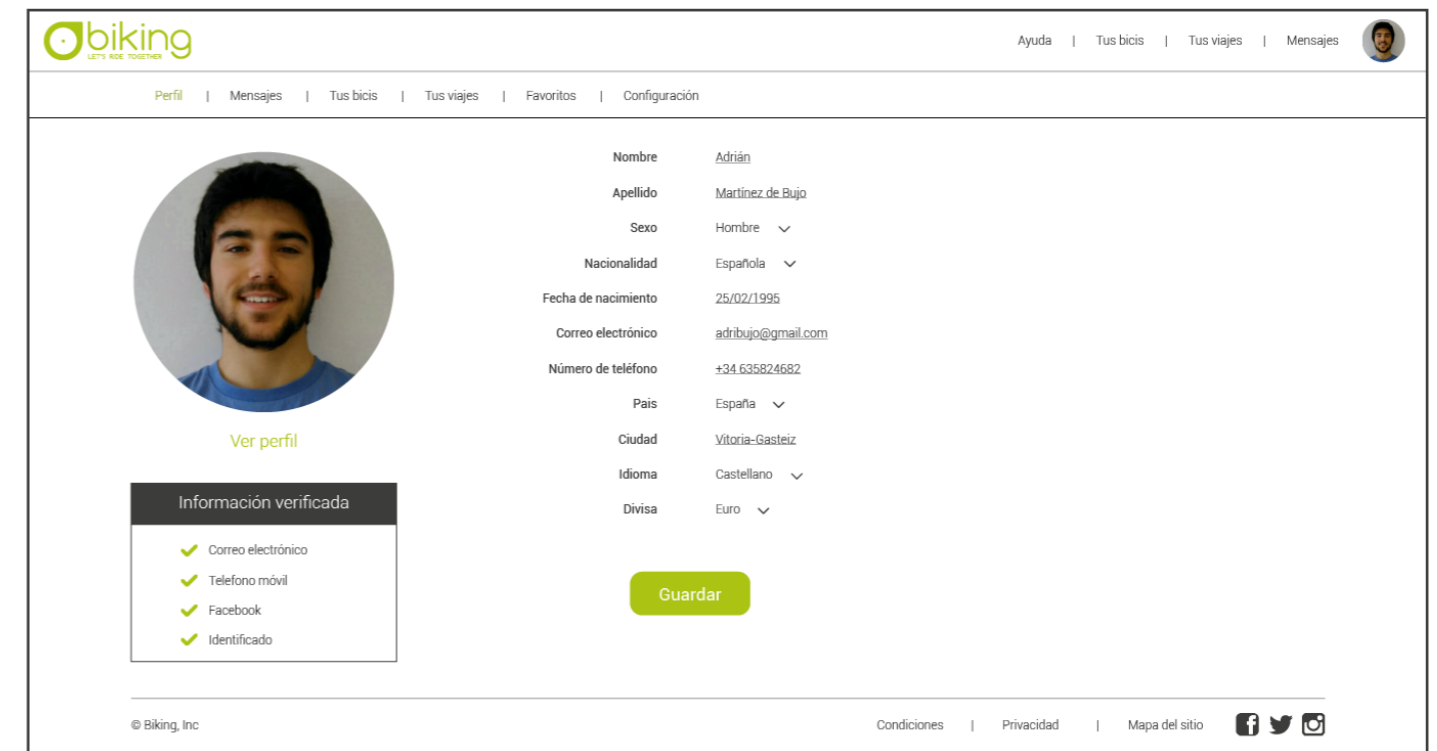 biking
LET'S RIDE TOGETHER
Ayuda | Tus bicis | Tus viajes | Mensajes
Perfil | Mensajes | Tus bicis | Tus viajes | Favoritos | Configuración
Nombre Adrián
Apellido Martínez de Bujo
Sexo Hombre
Nacionalidad Española
Fecha de nacimiento 25/02/1995
Correo electrónico adribujo@gmail.com
Número de teléfono +34 635824682
Pais España
Ciudad Vitoria-Gasteiz
Idioma Castellano
Divisa Euro
Guardar
Ver perfil
Información verificada
Correo electrónico
Telefono móvil
Facebook
Identificado
© Biking, Inc
Condiciones | Privacidad | Mapa del sitio